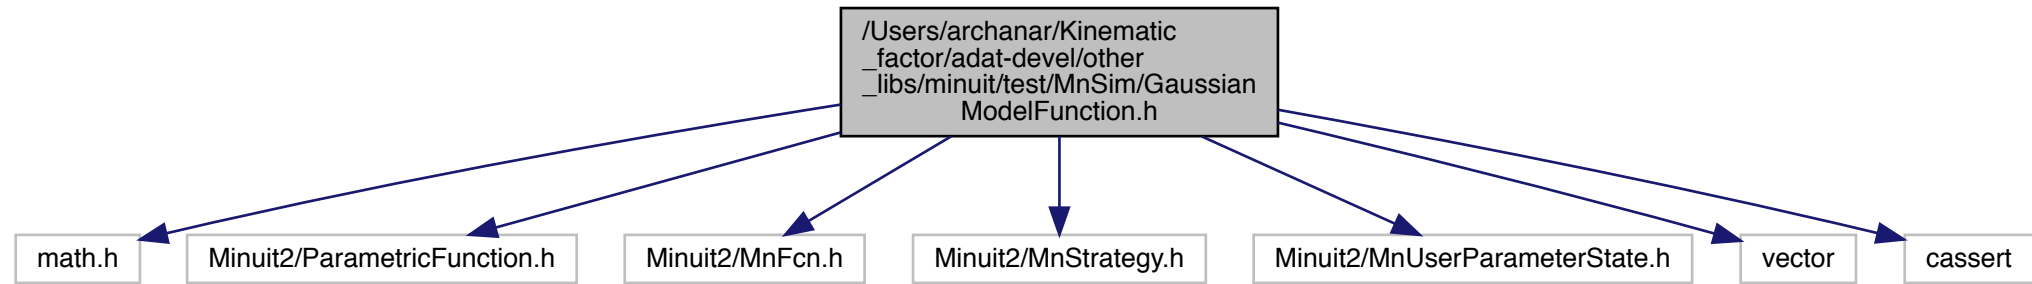 /Users/archanar/Kinematic
_factor/adat-devel/other
_libs/minuit/test/MnSim/Gaussian
ModelFunction.h
math.h
Minuit2/ParametricFunction.h
Minuit2/MnFcn.h
Minuit2/MnStrategy.h
Minuit2/MnUserParameterState.h
vector
cassert